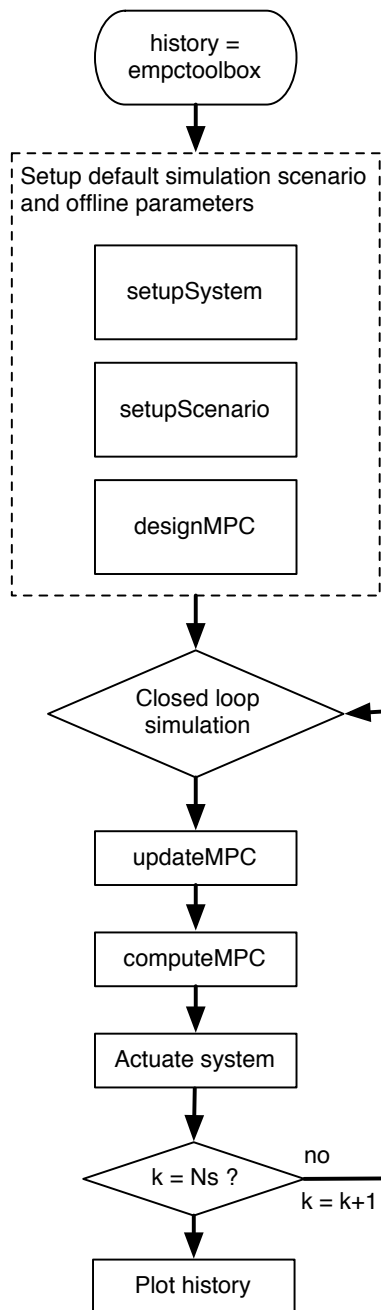 history =
empctoolbox
Setup default simulation scenario
and offline parameters
setupSystem
setupScenario
designMPC
Closed loop
simulation
updateMPC
computeMPC
Actuate system
k = Ns ?
no
k = k+1
Plot history